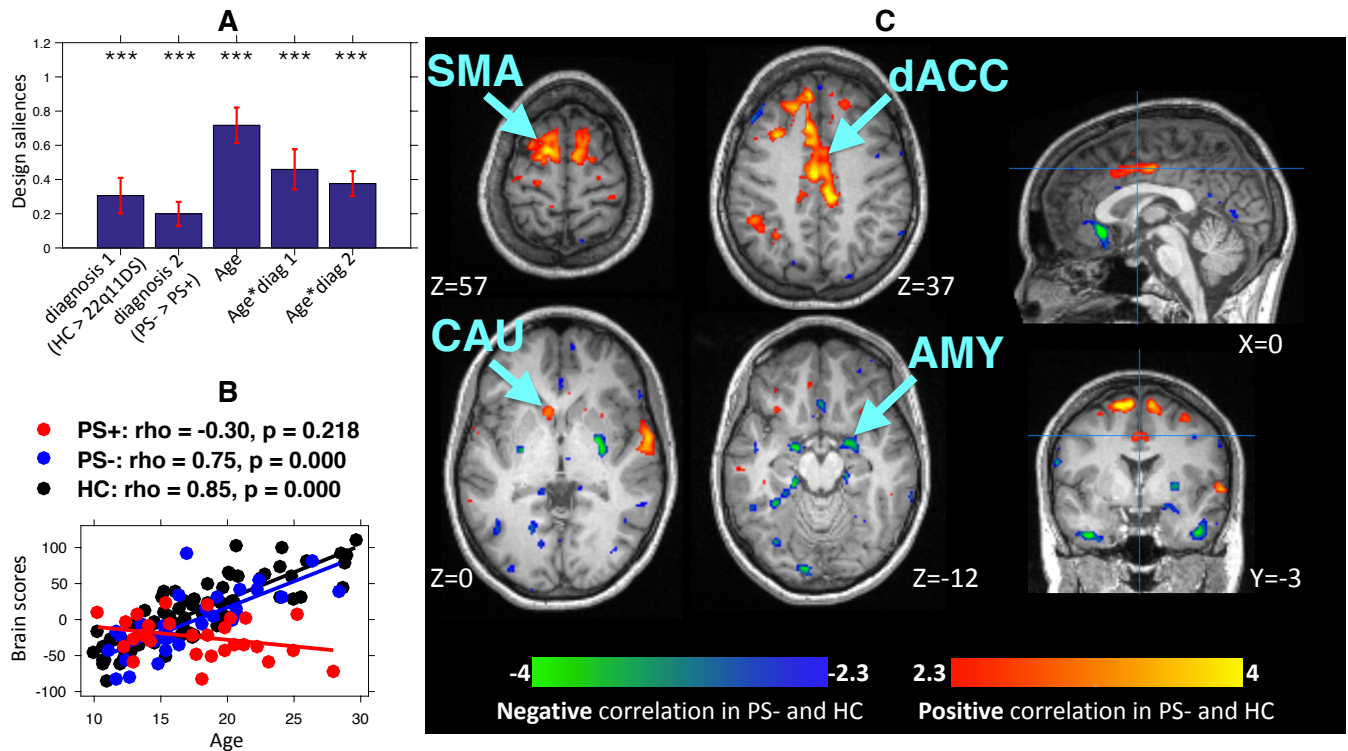 A
1.2
1
0.8
0.6
0.4
0.2
0
Design saliences
*** *** *** *** ***
diagnosis 1
(HC > 22q11DS)
diagnosis 2
(PS- > PS+)
Age
Age*diag 1
Age*diag 2
B
PS+: rho = -0.30, p = 0.218
PS-: rho = 0.75, p = 0.000
HC: rho = 0.85, p = 0.000
100
50
0
-50
-100
Brain scores
10 15 20 25 30
Age
C
SMA
dACC
Z=57
Z=37
X=0
CAU
AMY
Z=0
Z=-12
Y=-3
-4
-2.3
2.3
4
Negative correlation in PS- and HC
Positive correlation in PS- and HC